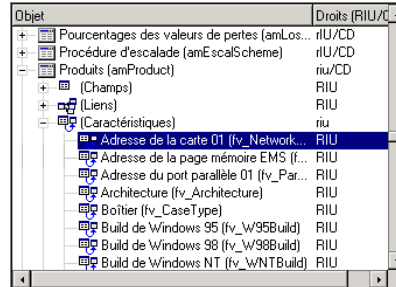 Objet Droits (RIU/C
Pourcentages des valeurs de pertes (amLos... rIU/CD
Procédure d'escalade (amEscalScheme) rIU/CD
Produits (amProduct) riu/CD
(Champs) RIU
(Liens) RIU
(Caractéristiques) riu
Adresse de la carte 01 (fv_Network... RIU
Adresse de la page mémoire EMS (f... RIU
Adresse du port parallèle 01 (fv_Par... RIU
Architecture (fv_Architecture) RIU
Boîtier (fv_CaseType) RIU
Build de Windows 95 (fv_W95Build) RIU
Build de Windows 98 (fv_W98Build) RIU
Build de Windows NT (fv_WNTBuild) RIU